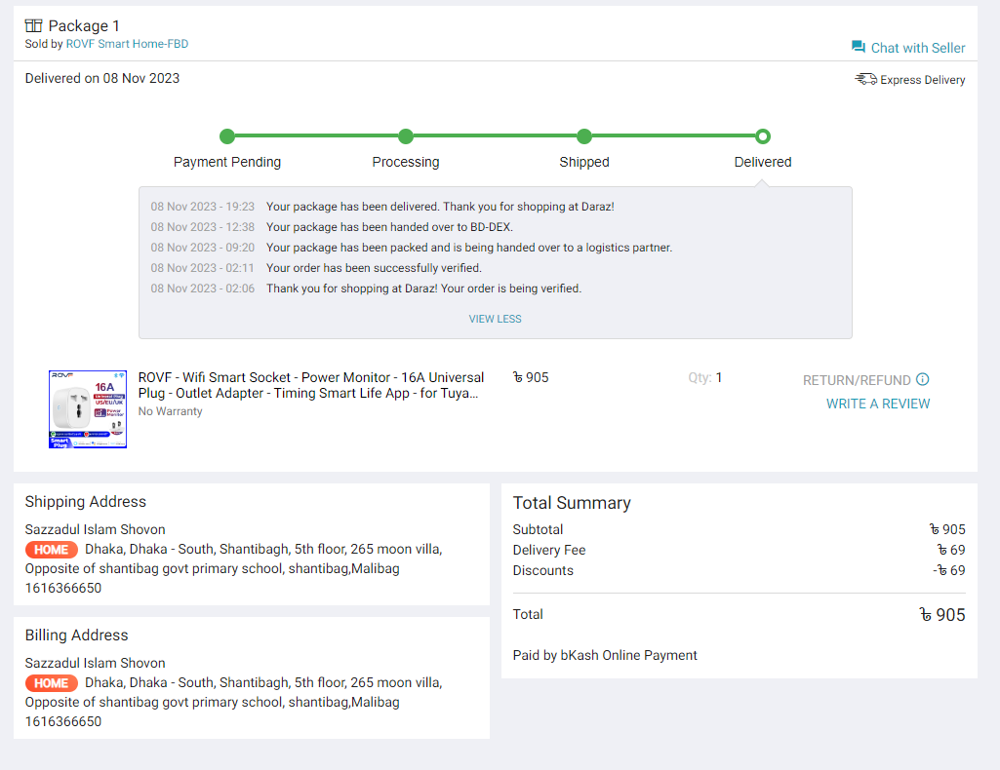 Package 1
Sold by ROVF Smart Home-FBD
Chat with Seller
Delivered on 08 Nov 2023
Express Delivery
Payment Pending
Processing
Shipped
Delivered
08 Nov 2023 - 19:23 Your package has been delivered. Thank you for shopping at Daraz!
08 Nov 2023 - 12:38 Your package has been handed over to BD-DEX.
08 Nov 2023 - 09:20 Your package has been packed and is being handed over to a logistics partner.
08 Nov 2023 - 02:11 Your order has been successfully verified.
08 Nov 2023 - 02:06 Thank you for shopping at Daraz! Your order is being verified.
VIEW LESS
ROVF
16A
Universal Plug
US/EU/UK
Power
Monitor
Smart
Plug
ROVF - Wifi Smart Socket - Power Monitor - 16A Universal
Plug - Outlet Adapter - Timing Smart Life App - for Tuya...
No Warranty
৳ 905
Qty: 1
RETURN/REFUND
WRITE A REVIEW
Shipping Address
Sazzadul Islam Shovon
HOME Dhaka, Dhaka - South, Shantibagh, 5th floor, 265 moon villa,
Opposite of shantibag govt primary school, shantibag,Malibag
1616366650
Billing Address
Sazzadul Islam Shovon
HOME Dhaka, Dhaka - South, Shantibagh, 5th floor, 265 moon villa,
Opposite of shantibag govt primary school, shantibag,Malibag
1616366650
Total Summary
Subtotal ৳ 905
Delivery Fee ৳ 69
Discounts -৳ 69
Total ৳ 905
Paid by bKash Online Payment